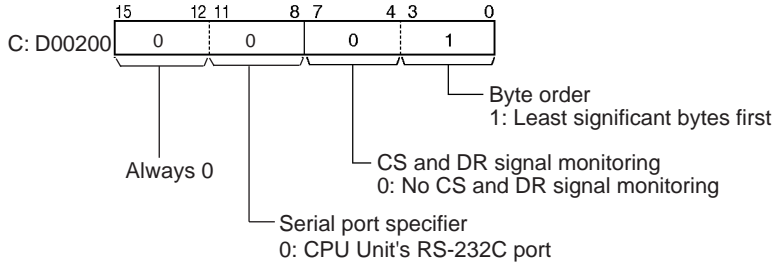 15 12 11 8 7 4 3 0
C: D00200 0 0 0 1
Byte order
1: Least significant bytes first
Always 0
CS and DR signal monitoring
0: No CS and DR signal monitoring
Serial port specifier
0: CPU Unit's RS-232C port